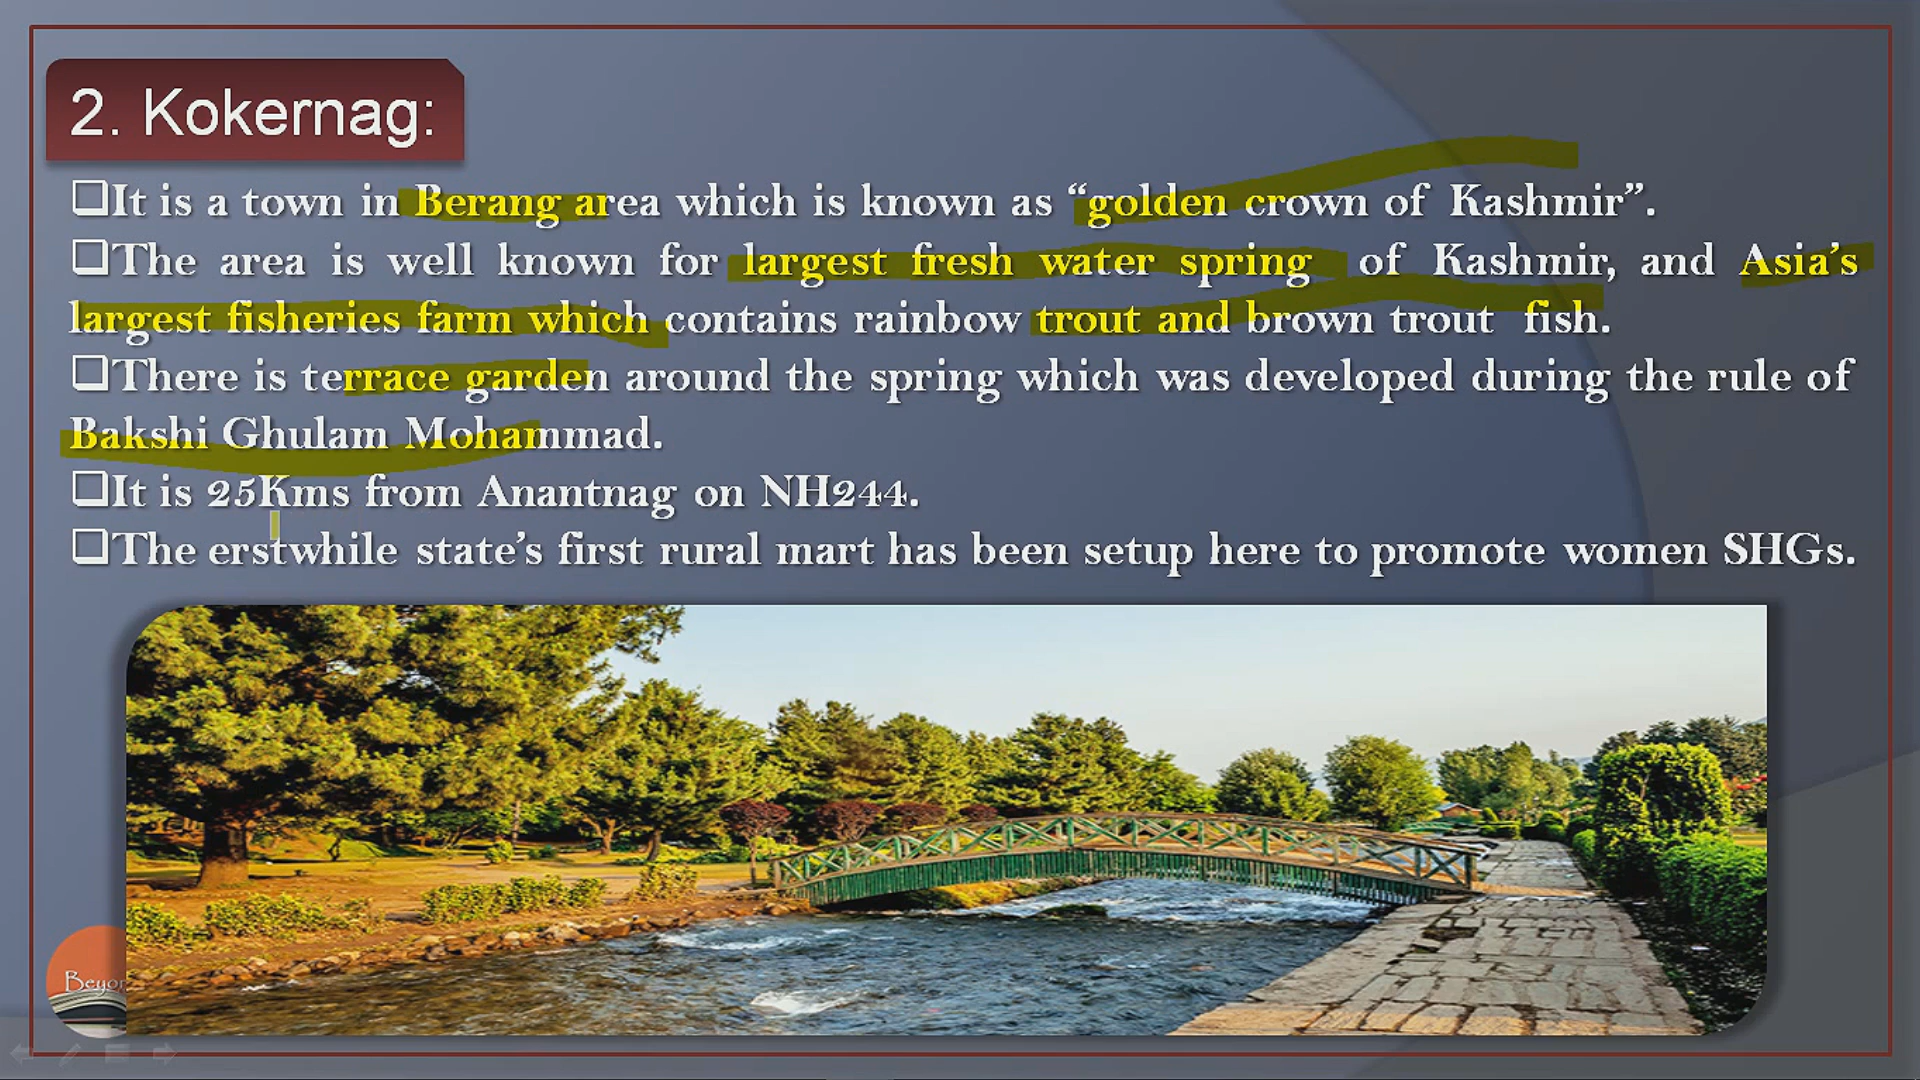 2. Kokernag:
❑It is a town in Berang area which is known as “golden crown of Kashmir”.
❑The area is well known for largest fresh water spring of Kashmir, and Asia’s
largest fisheries farm which contains rainbow trout and brown trout fish.
❑There is terrace garden around the spring which was developed during the rule of
Bakshi Ghulam Mohammad.
❑It is 25Kms from Anantnag on NH244.
❑The erstwhile state’s first rural mart has been setup here to promote women SHGs.